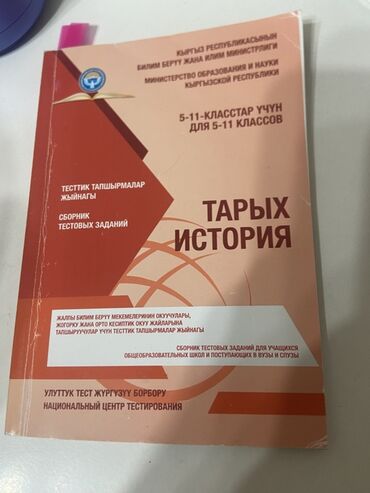 КЫРГЫЗ РЕСПУБЛИКАСЫНЫН
БИЛИМ БЕРҮҮ ЖАНА ИЛИМ МИНИСТРЛИГИ
МИНИСТЕРСТВО ОБРАЗОВАНИЯ И НАУКИ
КЫРГЫЗСКОЙ РЕСПУБЛИКИ
5-11-КЛАССТАР ҮЧҮН
ДЛЯ 5-11 КЛАССОВ
ТЕСТТИК ТАПШЫРМАЛАР
ЖЫЙНАГЫ
СБОРНИК
ТЕСТОВЫХ ЗАДАНИЙ
ТАРЫХ
ИСТОРИЯ
ЖАЛПЫ БИЛИМ БЕРҮҮ МЕКЕМЕЛЕРИНИН ОКУУЧУЛАРЫ,
ЖОГОРКУ ЖАНА ОРТО КЕСИПТИК ОКУУ ЖАЙЛАРЫНА
ТАПШЫРУУЧУЛАР ҮЧҮН ТЕСТТИК ТАПШЫРМАЛАР ЖЫЙНАГЫ
СБОРНИК ТЕСТОВЫХ ЗАДАНИЙ ДЛЯ УЧАЩИХСЯ
ОБЩЕОБРАЗОВАТЕЛЬНЫХ ШКОЛ И ПОСТУПАЮЩИХ В ВУЗЫ И СПУЗЫ
УЛУТТУК ТЕСТ ЖҮРГҮЗҮҮ БОРБОРУ
НАЦИОНАЛЬНЫЙ ЦЕНТР ТЕСТИРОВАНИЯ